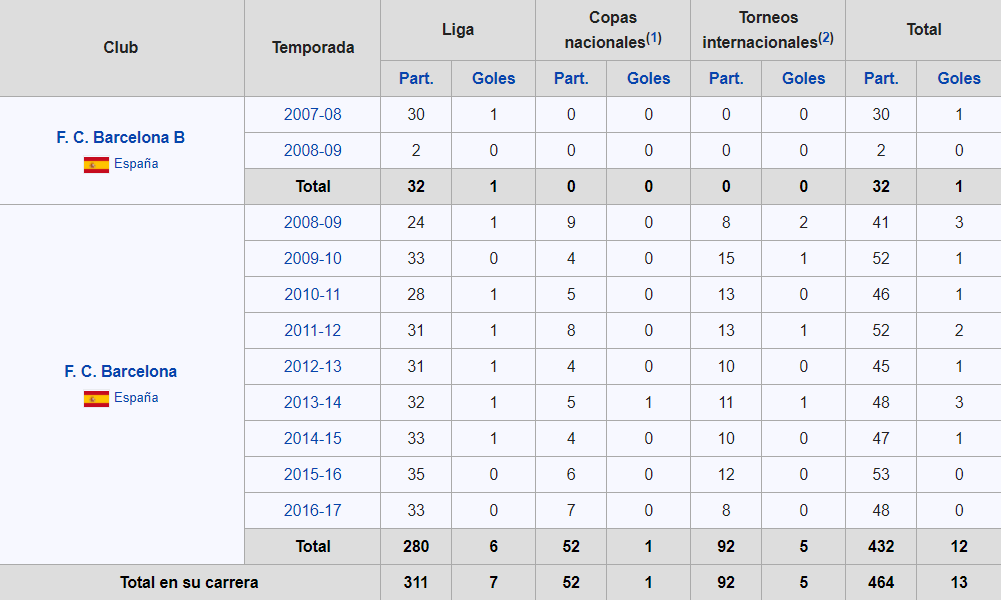 Club Temporada Liga Copas nacionales(1) Torneos internacionales(2) Total
Part. Goles Part. Goles Part. Goles Part. Goles
F. C. Barcelona B
España
2007-08 30 1 0 0 0 0 30 1
2008-09 2 0 0 0 0 0 2 0
Total 32 1 0 0 0 0 32 1
F. C. Barcelona
España
2008-09 24 1 9 0 8 2 41 3
2009-10 33 0 4 0 15 1 52 1
2010-11 28 1 5 0 13 0 46 1
2011-12 31 1 8 0 13 1 52 2
2012-13 31 1 4 0 10 0 45 1
2013-14 32 1 5 1 11 1 48 3
2014-15 33 1 4 0 10 0 47 1
2015-16 35 0 6 0 12 0 53 0
2016-17 33 0 7 0 8 0 48 0
Total 280 6 52 1 92 5 432 12
Total en su carrera 311 7 52 1 92 5 464 13